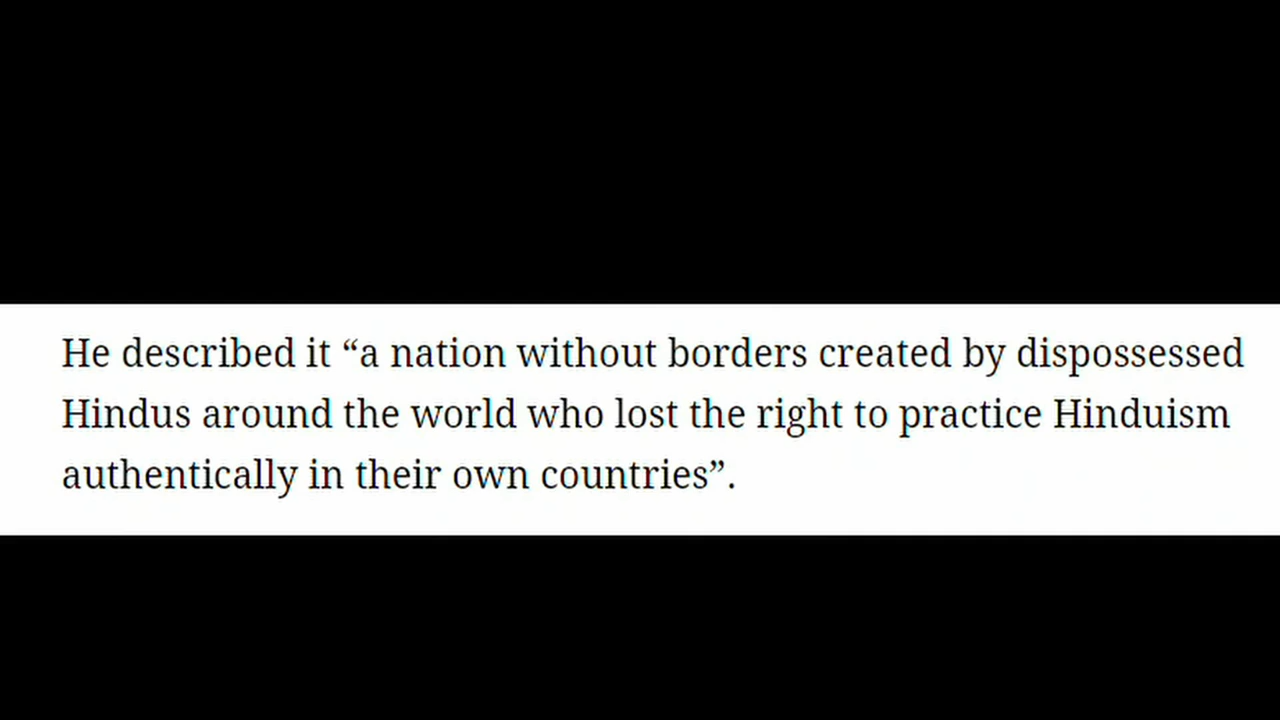 He described it “a nation without borders created by dispossessed
Hindus around the world who lost the right to practice Hinduism
authentically in their own countries”.